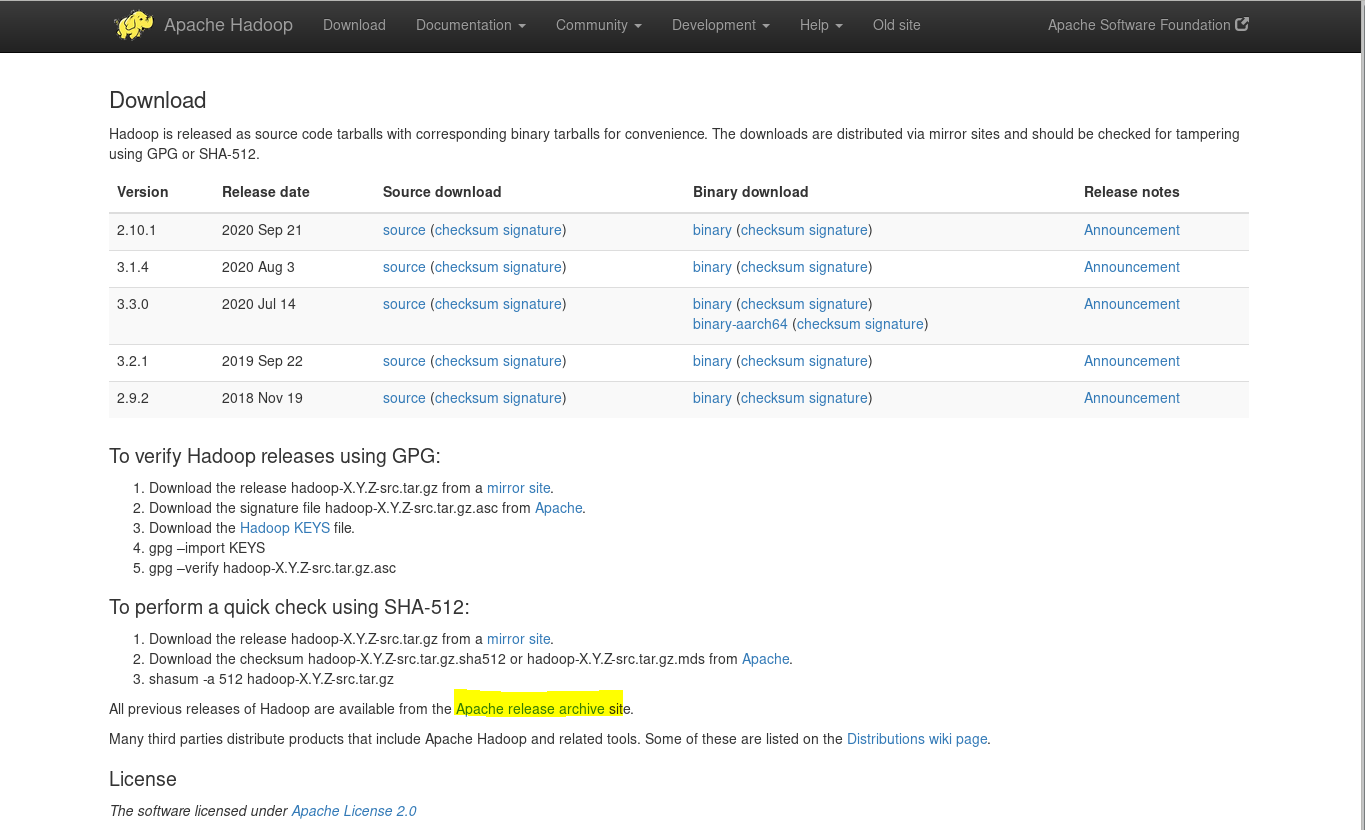 Apache Hadoop Download Documentation Community Development Help Old site Apache Software Foundation
Download
Hadoop is released as source code tarballs with corresponding binary tarballs for convenience. The downloads are distributed via mirror sites and should be checked for tampering
using GPG or SHA-512.
Version Release date Source download Binary download Release notes
2.10.1 2020 Sep 21 source (checksum signature) binary (checksum signature) Announcement
3.1.4 2020 Aug 3 source (checksum signature) binary (checksum signature) Announcement
3.3.0 2020 Jul 14 source (checksum signature) binary (checksum signature) Announcement
binary-aarch64 (checksum signature)
3.2.1 2019 Sep 22 source (checksum signature) binary (checksum signature) Announcement
2.9.2 2018 Nov 19 source (checksum signature) binary (checksum signature) Announcement
To verify Hadoop releases using GPG:
1. Download the release hadoop-X.Y.Z-src.tar.gz from a mirror site.
2. Download the signature file hadoop-X.Y.Z-src.tar.gz.asc from Apache.
3. Download the Hadoop KEYS file.
4. gpg –import KEYS
5. gpg –verify hadoop-X.Y.Z-src.tar.gz.asc
To perform a quick check using SHA-512:
1. Download the release hadoop-X.Y.Z-src.tar.gz from a mirror site.
2. Download the checksum hadoop-X.Y.Z-src.tar.gz.sha512 or hadoop-X.Y.Z-src.tar.gz.mds from Apache.
3. shasum -a 512 hadoop-X.Y.Z-src.tar.gz
All previous releases of Hadoop are available from the Apache release archive site.
Many third parties distribute products that include Apache Hadoop and related tools. Some of these are listed on the Distributions wiki page.
License
The software licensed under Apache License 2.0